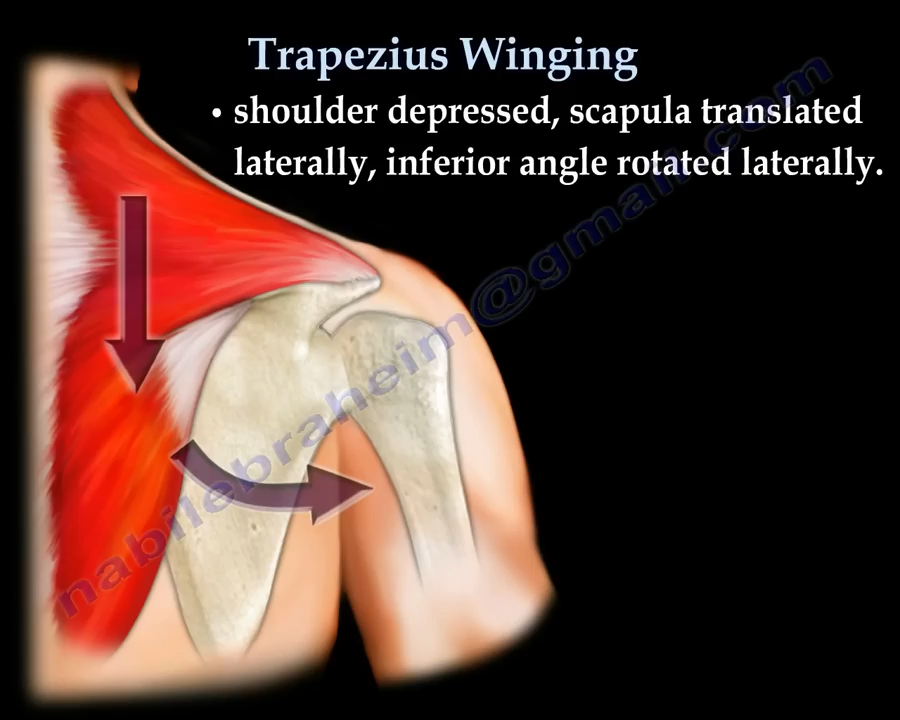 Trapezius Winging
• shoulder depressed, scapula translated
laterally, inferior angle rotated laterally.
nabilebraheim@gmail.com